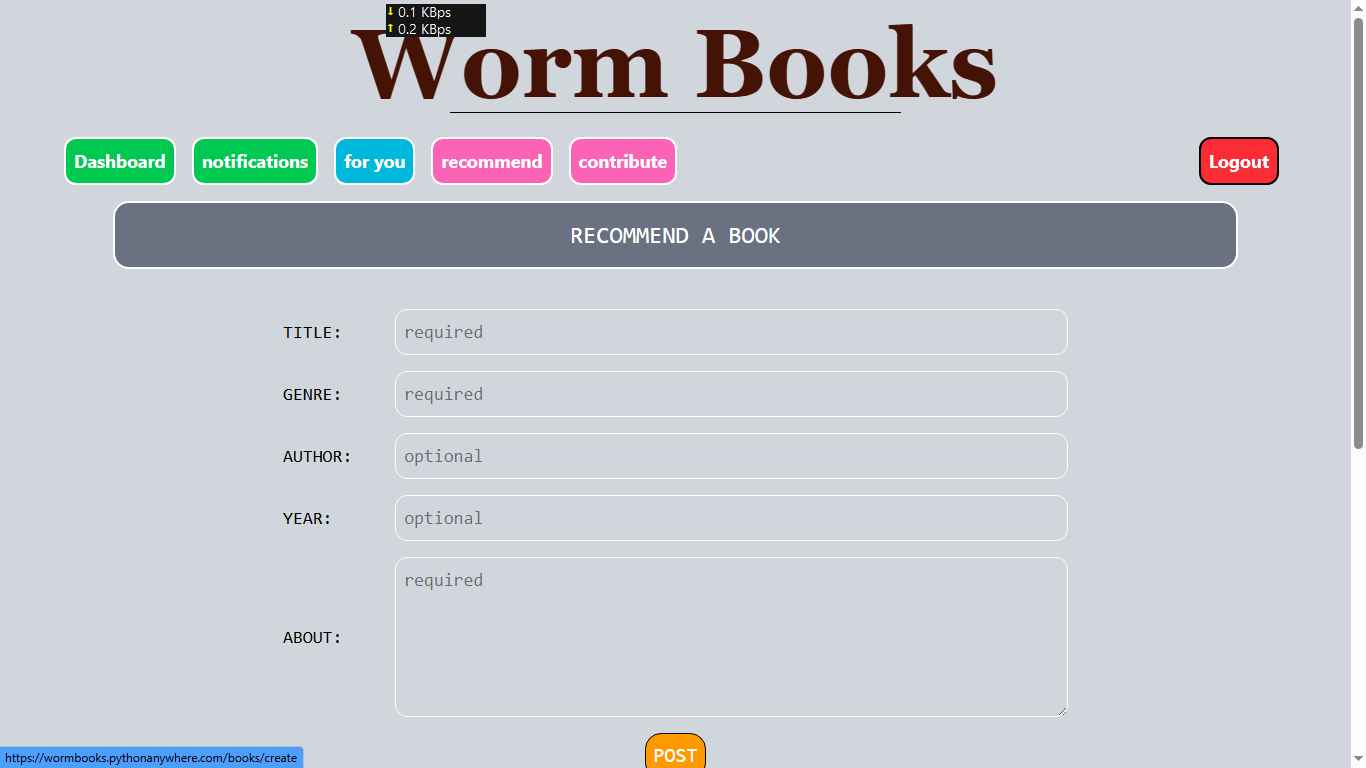 0.1 KBps
0.2 KBps
Worm Books
Dashboard notifications for you recommend contribute Logout
RECOMMEND A BOOK
TITLE: required
GENRE: required
AUTHOR: optional
YEAR: optional
ABOUT: required
POST
https://wormbooks.pythonanywhere.com/books/create